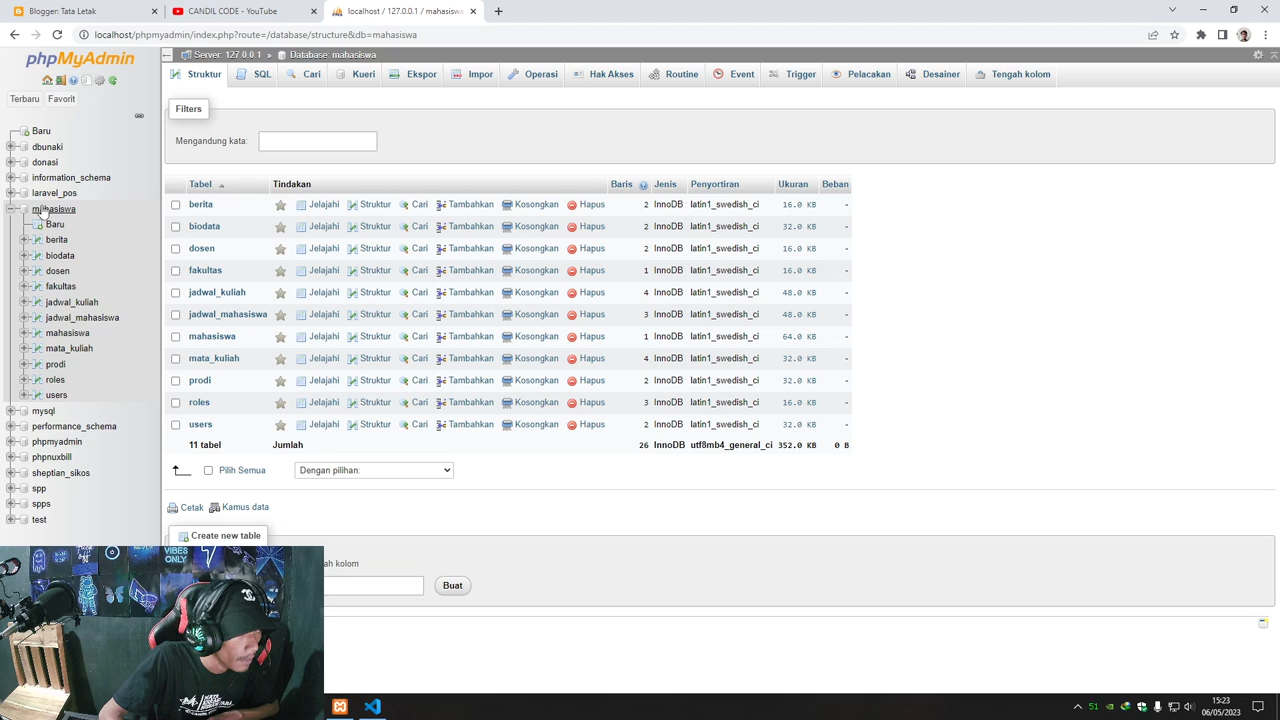 Blogger: Tata Letak
CANDIL CODE - YouTube
localhost / 127.0.0.1 / mahasiswa
localhost/phpmyadmin/index.php?route=/database/structure&db=mahasiswa
phpMyAdmin
Terbaru Favorit
Baru
dbunaki
donasi
information_schema
laravel_pos
mahasiswa
Baru
berita
biodata
dosen
fakultas
jadwal_kuliah
jadwal_mahasiswa
mahasiswa
mata_kuliah
prodi
roles
users
mysql
performance_schema
phpmyadmin
phpnuxbill
sheptian_sikos
spp
spps
test
Server: 127.0.0.1 » Database: mahasiswa
Struktur SQL Cari Kueri Ekspor Impor Operasi Hak Akses Routine Event Trigger Pelacakan Desainer Tengah kolom
Filters
Mengandung kata:
Tabel Tindakan Baris Jenis Penyortiran Ukuran Beban
berita Jelajahi Struktur Cari Tambahkan Kosongkan Hapus 2 InnoDB latin1_swedish_ci 16.0 KB -
biodata Jelajahi Struktur Cari Tambahkan Kosongkan Hapus 2 InnoDB latin1_swedish_ci 32.0 KB -
dosen Jelajahi Struktur Cari Tambahkan Kosongkan Hapus 2 InnoDB latin1_swedish_ci 16.0 KB -
fakultas Jelajahi Struktur Cari Tambahkan Kosongkan Hapus 1 InnoDB latin1_swedish_ci 16.0 KB -
jadwal_kuliah Jelajahi Struktur Cari Tambahkan Kosongkan Hapus 4 InnoDB latin1_swedish_ci 48.0 KB -
jadwal_mahasiswa Jelajahi Struktur Cari Tambahkan Kosongkan Hapus 3 InnoDB latin1_swedish_ci 48.0 KB -
mahasiswa Jelajahi Struktur Cari Tambahkan Kosongkan Hapus 1 InnoDB latin1_swedish_ci 64.0 KB -
mata_kuliah Jelajahi Struktur Cari Tambahkan Kosongkan Hapus 4 InnoDB latin1_swedish_ci 32.0 KB -
prodi Jelajahi Struktur Cari Tambahkan Kosongkan Hapus 2 InnoDB latin1_swedish_ci 32.0 KB -
roles Jelajahi Struktur Cari Tambahkan Kosongkan Hapus 3 InnoDB latin1_swedish_ci 16.0 KB -
users Jelajahi Struktur Cari Tambahkan Kosongkan Hapus 2 InnoDB latin1_swedish_ci 32.0 KB -
11 tabel Jumlah 26 InnoDB utf8mb4_general_ci 352.0 KB 0 B
Pilih Semua Dengan pilihan:
Cetak Kamus data
Create new table
ah kolom
Buat
VIBES
ONLY
51
15:23
06/05/2023